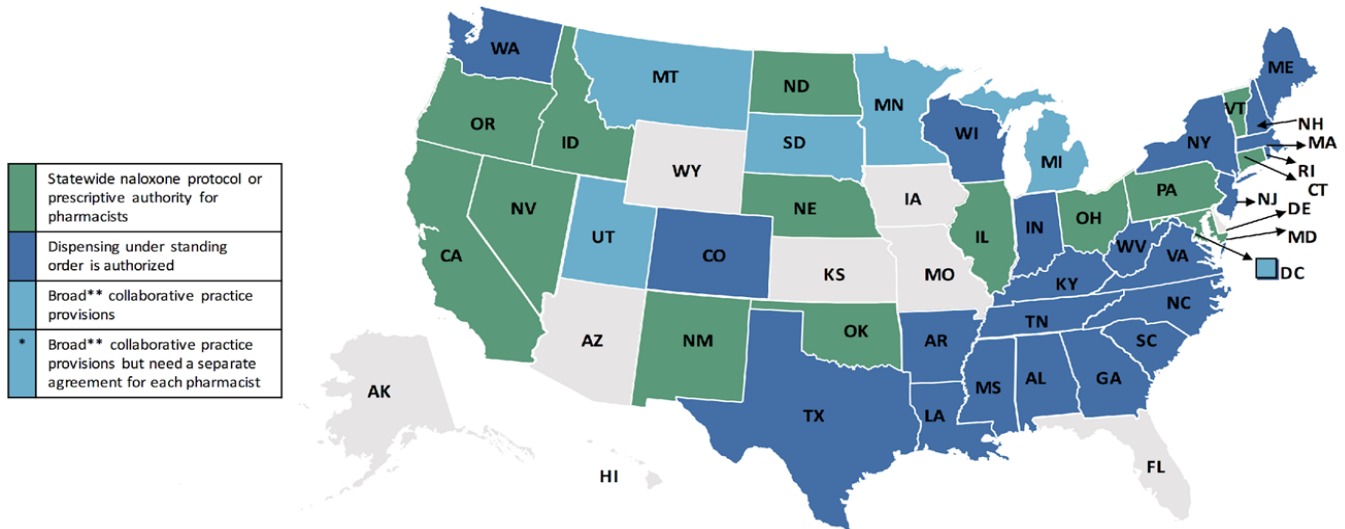 Statewide naloxone protocol or
prescriptive authority for
pharmacists
Dispensing under standing
order is authorized
Broad** collaborative practice
provisions
* Broad** collaborative practice
provisions but need a separate
agreement for each pharmacist
WA
MT
ND
MN
ME
OR
ID
SD
WI
VT
NH
NY
MA
WY
MI
RI
CT
IA
PA
NJ
NV
NE
IL
IN
OH
DE
MD
UT
CO
WV
VA
CA
KS
MO
KY
DC
NC
TN
AZ
NM
OK
AR
SC
AK
TX
MS
AL
GA
LA
FL
HI